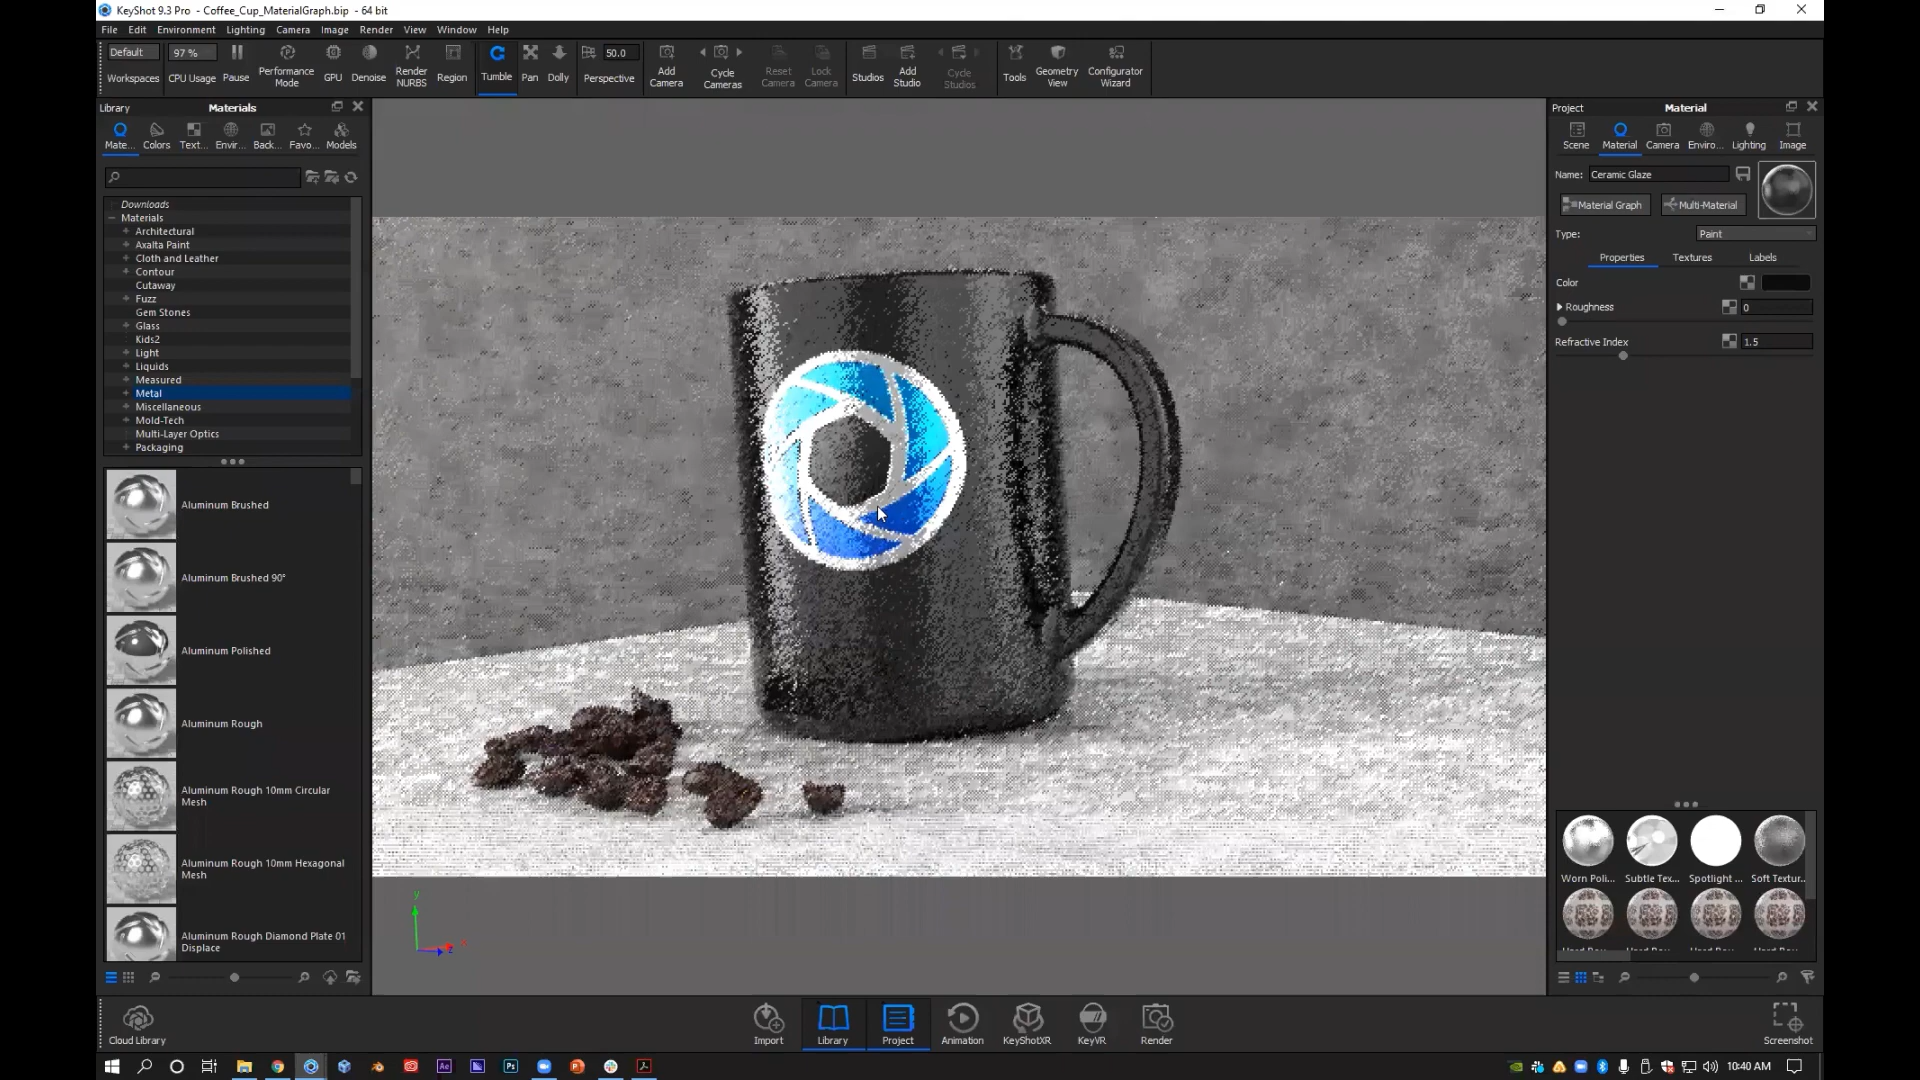 KeyShot 9.3 Pro - Coffee_Cup_MaterialGraph.bip - 64 bit
File Edit Environment Lighting Camera Image Render View Window Help
Default 97 % 50.0
Workspaces CPU Usage Pause Performance Mode GPU Denoise Render NURBS Region Tumble Pan Dolly Perspective Add Camera Cycle Cameras Reset Camera Lock Camera Studios Add Studio Cycle Studios Tools Geometry View Configurator Wizard
Library Materials
Mate... Colors Text... Envir... Back... Favo... Models
Downloads
Materials
Architectural
Axalta Paint
Cloth and Leather
Contour
Cutaway
Fuzz
Gem Stones
Glass
Kids2
Light
Liquids
Measured
Metal
Miscellaneous
Mold-Tech
Multi-Layer Optics
Packaging
Aluminum Brushed
Aluminum Brushed 90°
Aluminum Polished
Aluminum Rough
Aluminum Rough 10mm Circular
Mesh
Aluminum Rough 10mm Hexagonal
Mesh
Aluminum Rough Diamond Plate 01
Displace
y
x
z
Project Material
Scene Material Camera Enviro... Lighting Image
Name: Ceramic Glaze
Material Graph Multi-Material
Type: Paint
Properties Textures Labels
Color
Roughness 0
Refractive Index 1.5
Worn Poli... Subtle Tex... Spotlight ... Soft Textur...
Cloud Library Import Library Project Animation KeyShotXR KeyVR Render Screenshot
Ae Ps
10:40 AM